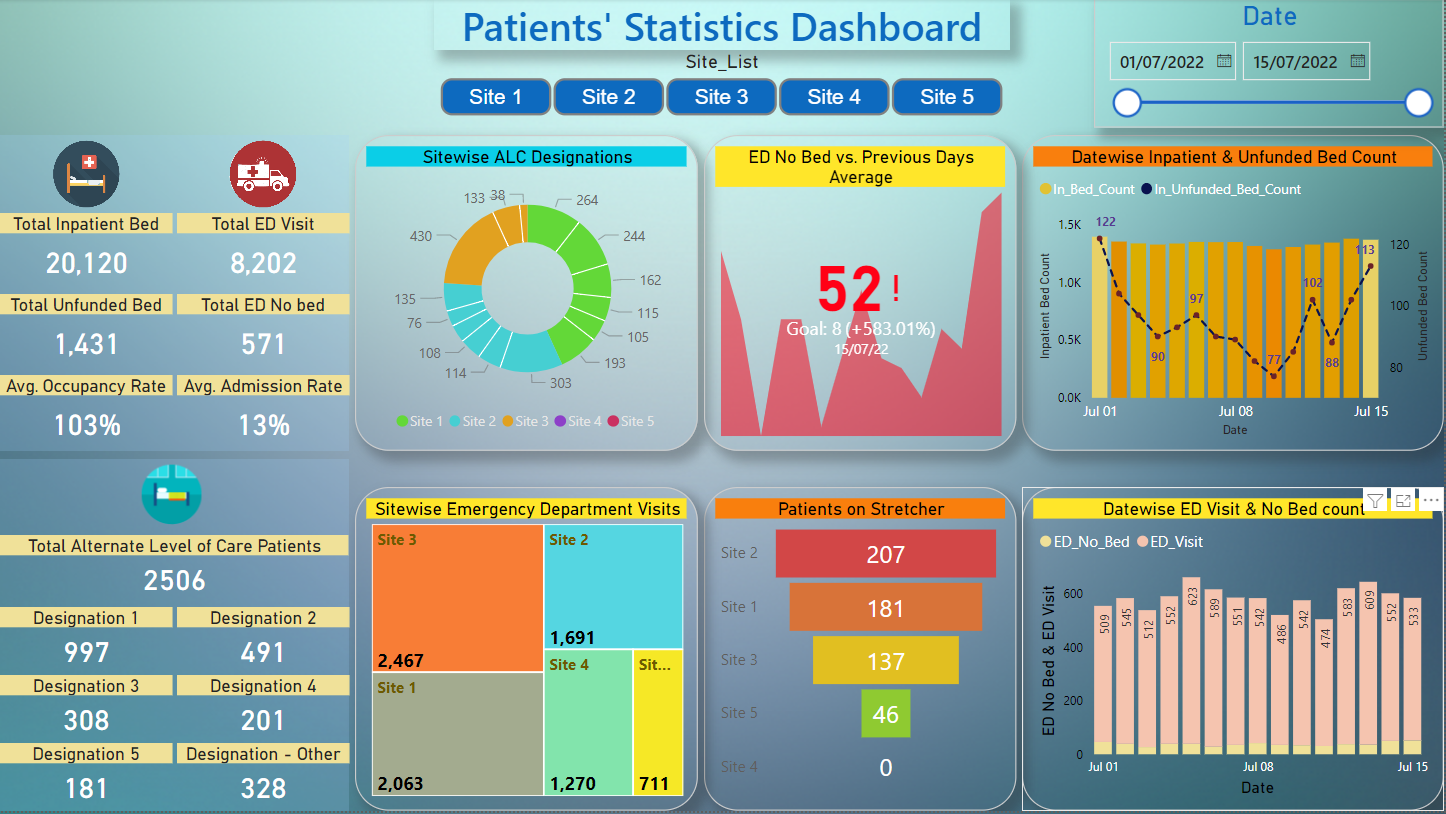 Patients' Statistics Dashboard
Site_List
Site 1 Site 2 Site 3 Site 4 Site 5
Date
01/07/2022 15/07/2022
Total Inpatient Bed Total ED Visit
20,120 8,202
Total Unfunded Bed Total ED No bed
1,431 571
Avg. Occupancy Rate Avg. Admission Rate
103% 13%
Total Alternate Level of Care Patients
2506
Designation 1 Designation 2
997 491
Designation 3 Designation 4
308 201
Designation 5 Designation - Other
181 328
Sitewise ALC Designations
133 38 264
430 244
162
135 115
76 105
108 193
114 303
Site 1 Site 2 Site 3 Site 4 Site 5
ED No Bed vs. Previous Days
Average
52!
Goal: 8 (+583.01%)
15/07/22
Datewise Inpatient & Unfunded Bed Count
In_Bed_Count In_Unfunded_Bed_Count
Inpatient Bed Count
1.5K
1.0K
0.5K
0.0K
122 90 97 77 102 88 113
120
100
80
Unfunded Bed Count
Jul 01 Jul 08 Jul 15
Date
Sitewise Emergency Department Visits
Site 3
2,467
Site 2
1,691
Site 1
2,063
Site 4
1,270
Sit...
711
Patients on Stretcher
Site 2 207
Site 1 181
Site 3 137
Site 5 46
Site 4 0
Datewise ED Visit & No Bed count
ED_No_Bed ED_Visit
ED No Bed & ED Visit
600
400
200
0
509 545 512 552 623 589 551 542 486 542 474 583 609 552 533
Jul 01 Jul 08 Jul 15
Date